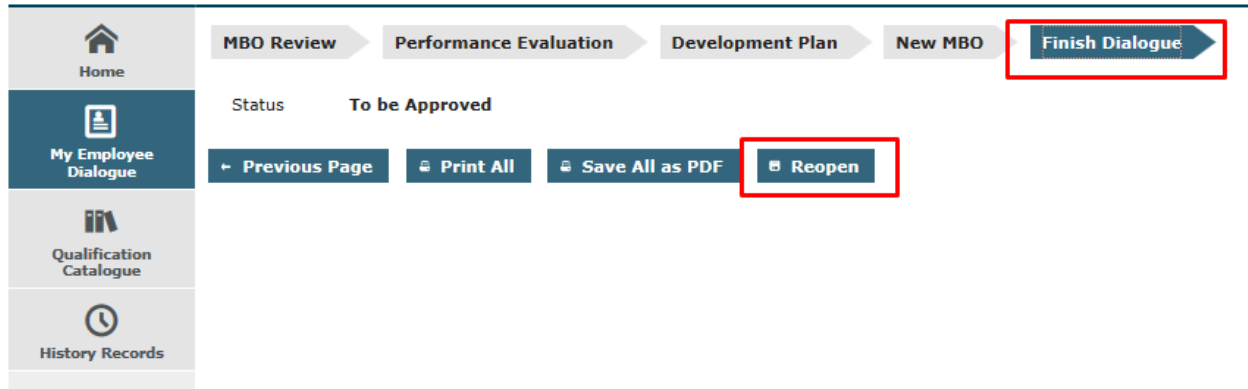 Home
My Employee
Dialogue
Qualification
Catalogue
History Records
MBO Review Performance Evaluation Development Plan New MBO Finish Dialogue
Status To be Approved
← Previous Page Print All Save All as PDF Reopen